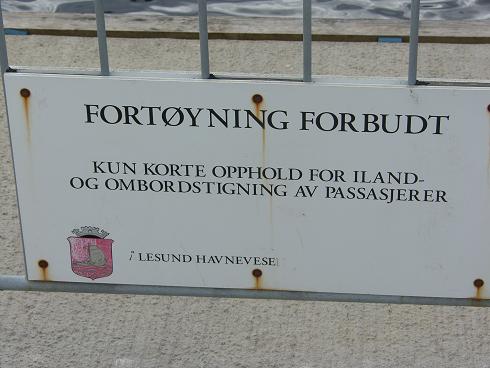 FORTØYNING FORBUDT
KUN KORTE OPPHOLD FOR ILAND-
OG OMBORDSTIGNING AV PASSASJERER
LESUND HAVNEVESE